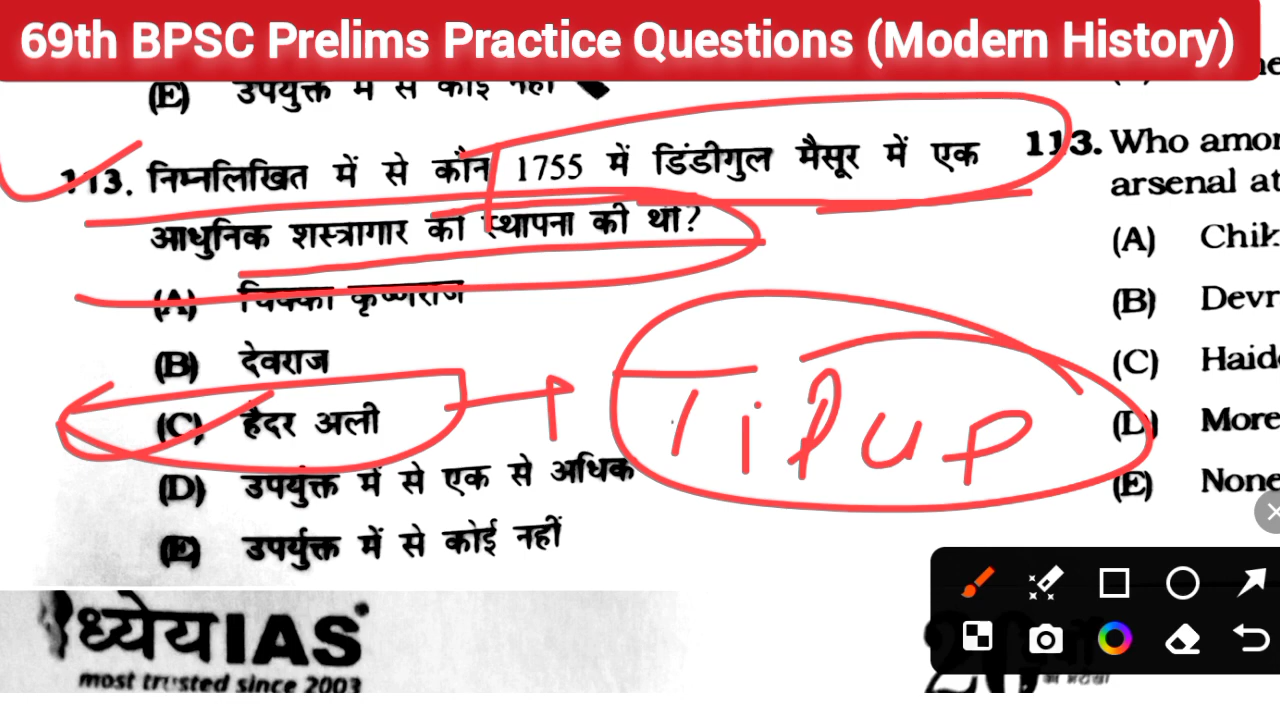 69th BPSC Prelims Practice Questions (Modern History)
(E) उपर्युक्त में से कोई नहीं
113. निम्नलिखित में से कौन 1755 में डिंडीगुल मैसूर में एक
आधुनिक शस्त्रागार की स्थापना की थी?
(A) चिक्का कृष्णराज
(B) देवराज
(C) हैदर अली
(D) उपर्युक्त में से एक से अधिक
(E) उपर्युक्त में से कोई नहीं
Tipu
113. Who amo
arsenal at
(A) Chik
(B) Devr
(C) Haid
(D) More
(E) None
ध्येय IAS
most trusted since 2003